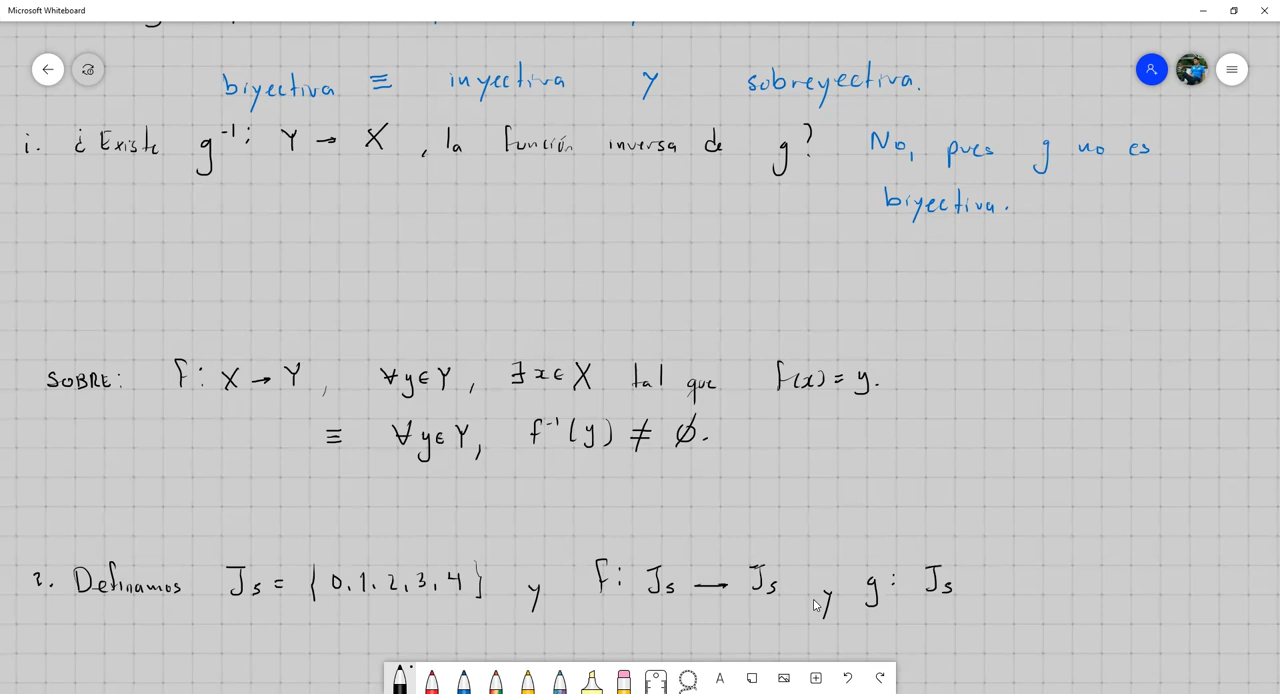 Microsoft Whiteboard
biyectiva ≡ inyectiva y sobreyectiva.
i. ¿Existe g⁻¹: Y → X, la función inversa de g? No, pues g no es
biyectiva.
SOBRE: f: X → Y, ∀y∈Y, ∃x∈X tal que f(x) = y.
≡ ∀y∈Y, f⁻¹(y) ≠ ∅.
2. Definamos J₅ = {0,1,2,3,4} y f: J₅ → J₅ y g: J₅